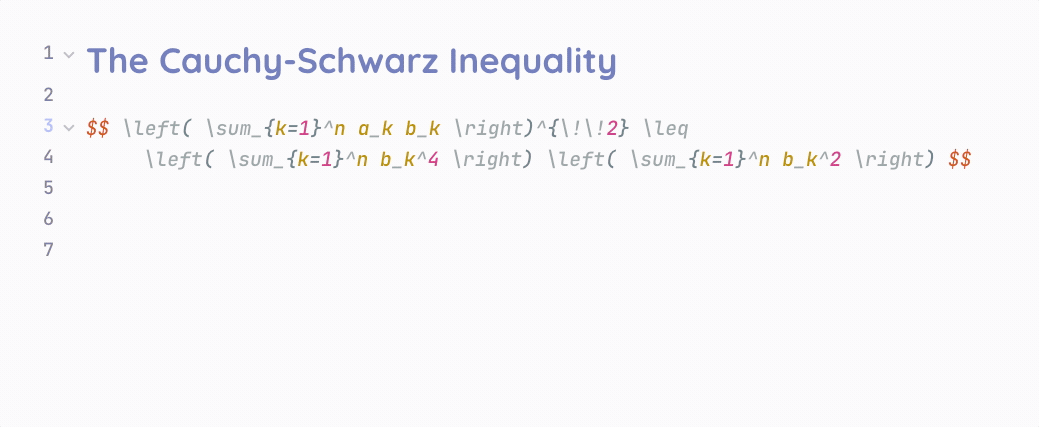 1 The Cauchy-Schwarz Inequality
2
3 $$ \left( \sum_{k=1}^n a_k b_k \right)^{\!\!2} \leq
4 \left( \sum_{k=1}^n b_k^4 \right) \left( \sum_{k=1}^n b_k^2 \right) $$
5
6
7